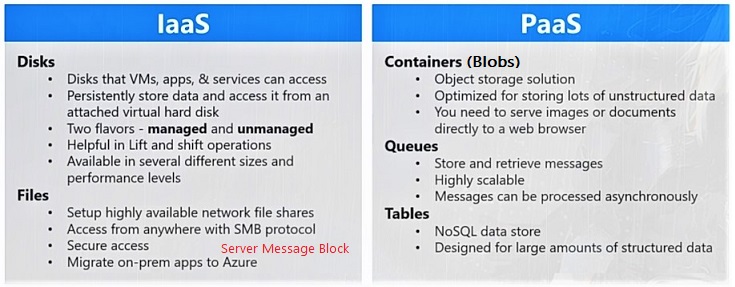 IaaS
Disks
• Disks that VMs, apps, & services can access
• Persistently store data and access it from an
attached virtual hard disk
• Two flavors - managed and unmanaged
• Helpful in Lift and shift operations
• Available in several different sizes and
performance levels
Files
• Setup highly available network file shares
• Access from anywhere with SMB protocol
• Secure access
Server Message Block
• Migrate on-prem apps to Azure
PaaS
Containers (Blobs)
• Object storage solution
• Optimized for storing lots of unstructured data
• You need to serve images or documents
directly to a web browser
Queues
• Store and retrieve messages
• Highly scalable
• Messages can be processed asynchronously
Tables
• NoSQL data store
• Designed for large amounts of structured data